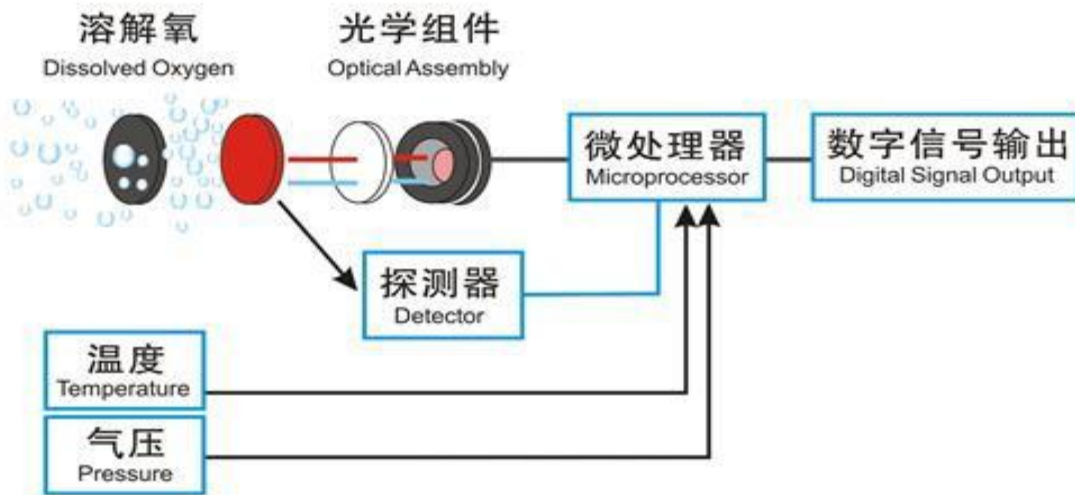 溶解氧
Dissolved Oxygen
光学组件
Optical Assembly
微处理器
Microprocessor
数字信号输出
Digital Signal Output
探测器
Detector
温度
Temperature
气压
Pressure